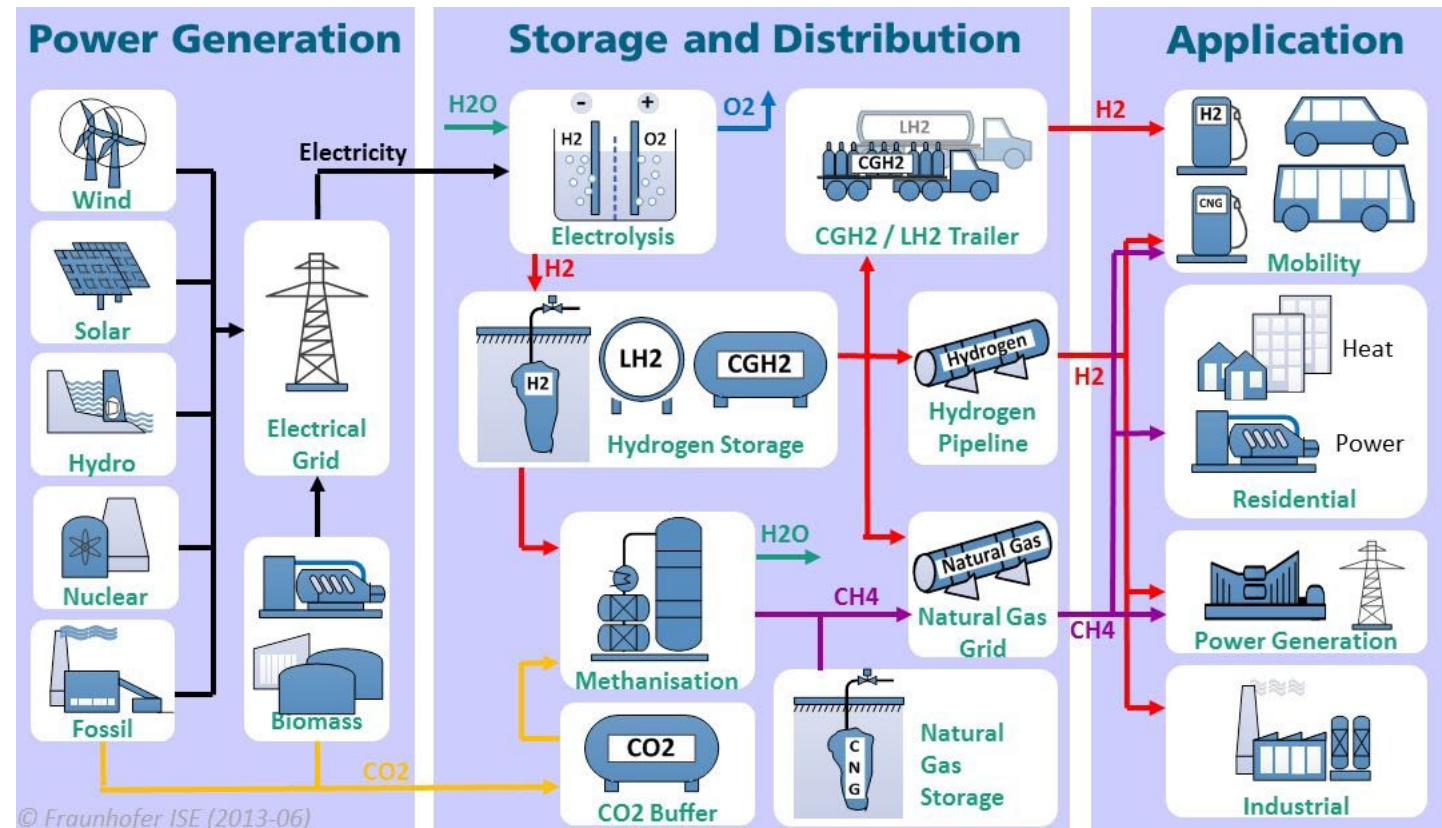 Power Generation
Wind
Solar
Hydro
Nuclear
Fossil
Electricity
Electrical
Grid
Biomass
CO2
© Fraunhofer ISE (2013-06)
Storage and Distribution
H2O
- +
H2 O2
Electrolysis
O2
LH2
CGH2
CGH2 / LH2 Trailer
H2
H2
LH2
CGH2
Hydrogen Storage
Hydrogen
Hydrogen
Pipeline
H2
H2O
Methanisation
CH4
Natural Gas
Natural Gas
Grid
CH4
CO2
CO2 Buffer
C
N
G
Natural
Gas
Storage
Application
H2
H2
CNG
Mobility
Heat
Power
Residential
Power Generation
Industrial